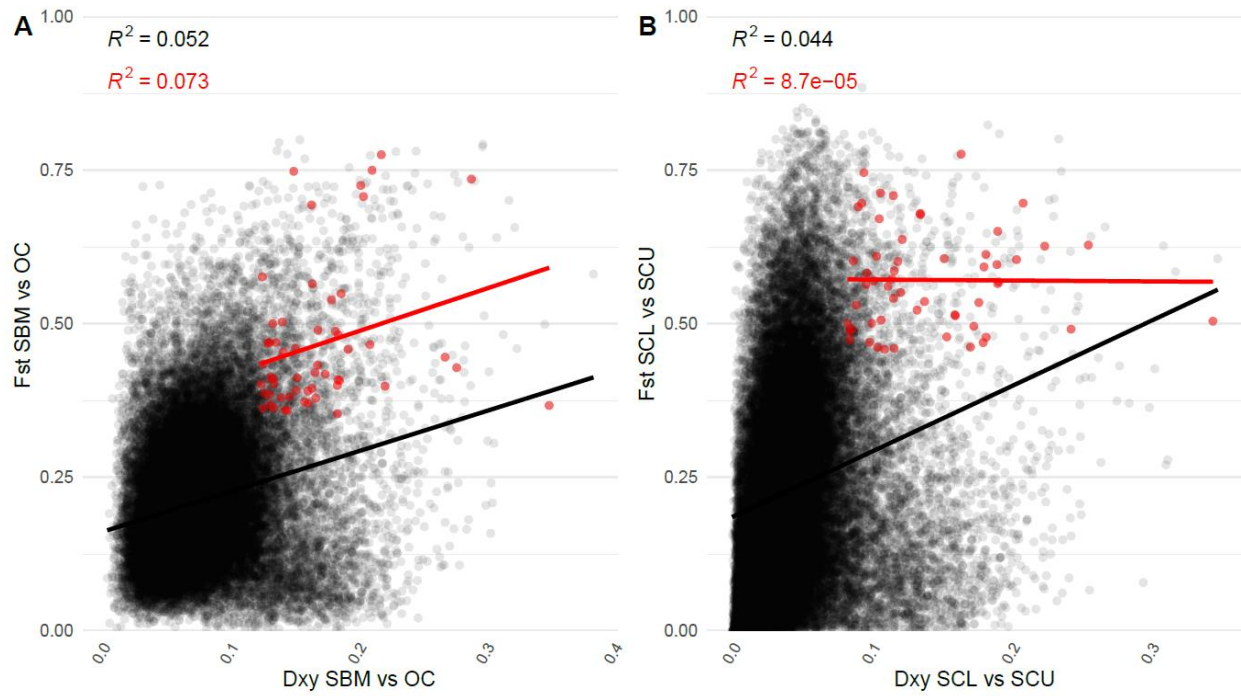 A
R² = 0.052
R² = 0.073
1.00
0.75
0.50
0.25
0.00
Fst SBM vs OC
0.0
0.1
0.2
0.3
0.4
Dxy SBM vs OC
B
R² = 0.044
R² = 8.7e−05
1.00
0.75
0.50
0.25
0.00
Fst SCL vs SCU
0.0
0.1
0.2
0.3
Dxy SCL vs SCU